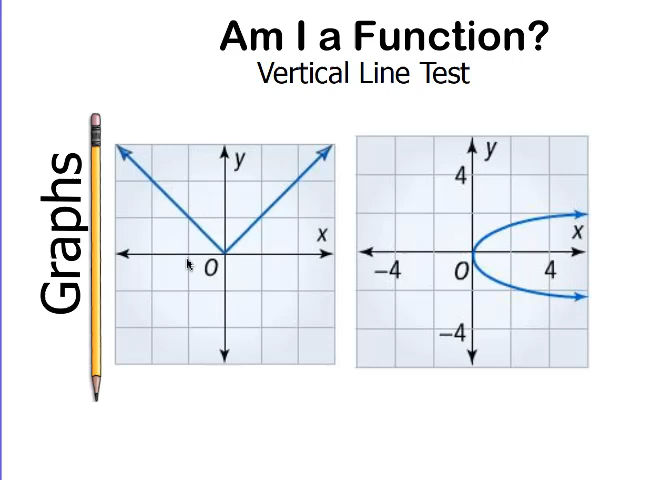 Am I a Function?
Vertical Line Test
Graphs
y
x
O
y
4
x
−4
O
4
−4